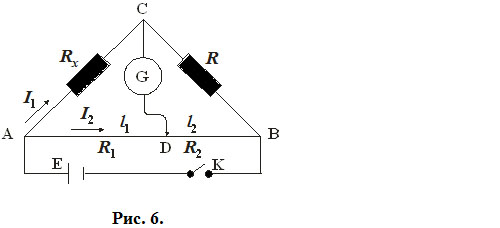 C
Rx R
G
I1
I2 l1 l2
A B
R1 D R2
E K
Рис. 6.